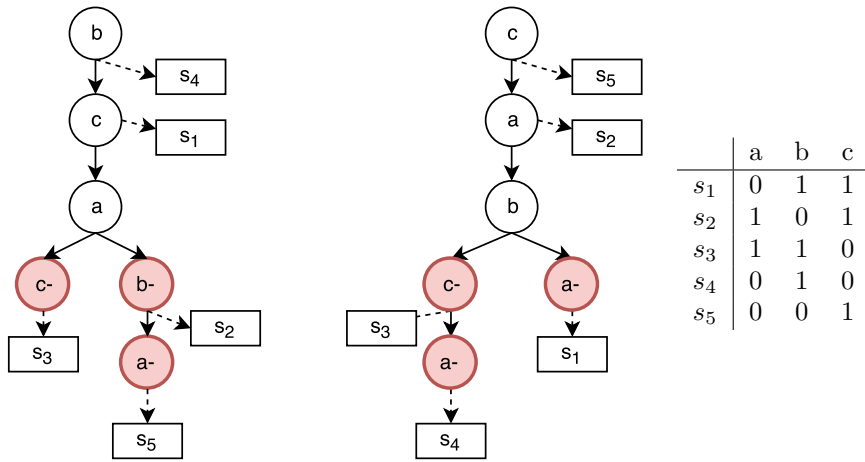 b
s4
c
s1
a
c-
b-
s3
s2
a-
s5
c
s5
a
s2
b
c-
a-
s3
s1
a-
s4
a b c
s1 0 1 1
s2 1 0 1
s3 1 1 0
s4 0 1 0
s5 0 0 1